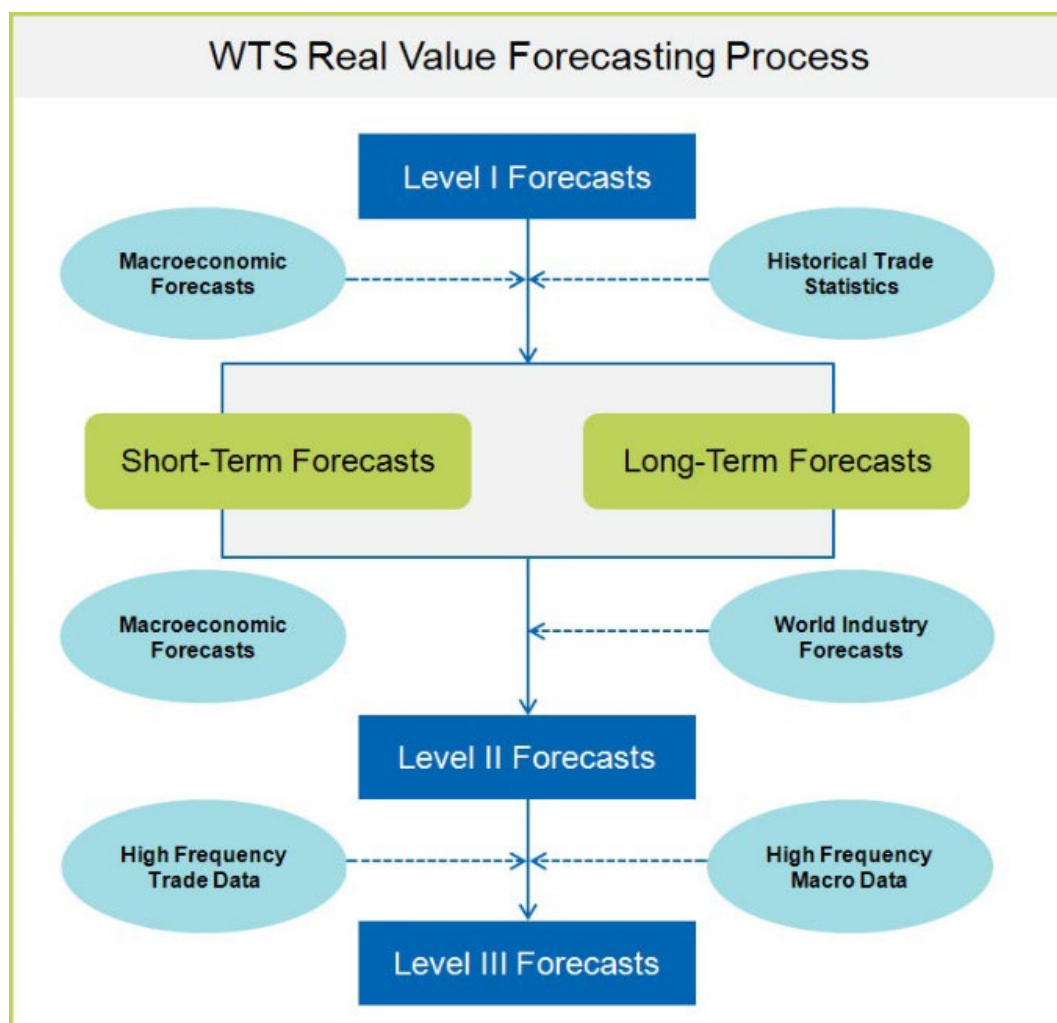 WTS Real Value Forecasting Process
Level I Forecasts
Macroeconomic
Forecasts
Historical Trade
Statistics
Short-Term Forecasts
Long-Term Forecasts
Macroeconomic
Forecasts
World Industry
Forecasts
Level II Forecasts
High Frequency
Trade Data
High Frequency
Macro Data
Level III Forecasts